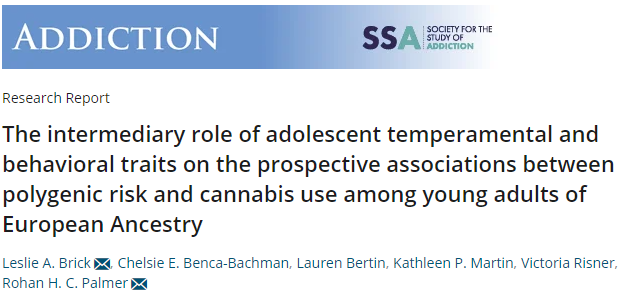 ADDICTION
SSA
SOCIETY FOR THE
STUDY OF
ADDICTION
Research Report
The intermediary role of adolescent temperamental and
behavioral traits on the prospective associations between
polygenic risk and cannabis use among young adults of
European Ancestry
Leslie A. Brick, Chelsie E. Benca-Bachman, Lauren Bertin, Kathleen P. Martin, Victoria Risner,
Rohan H. C. Palmer